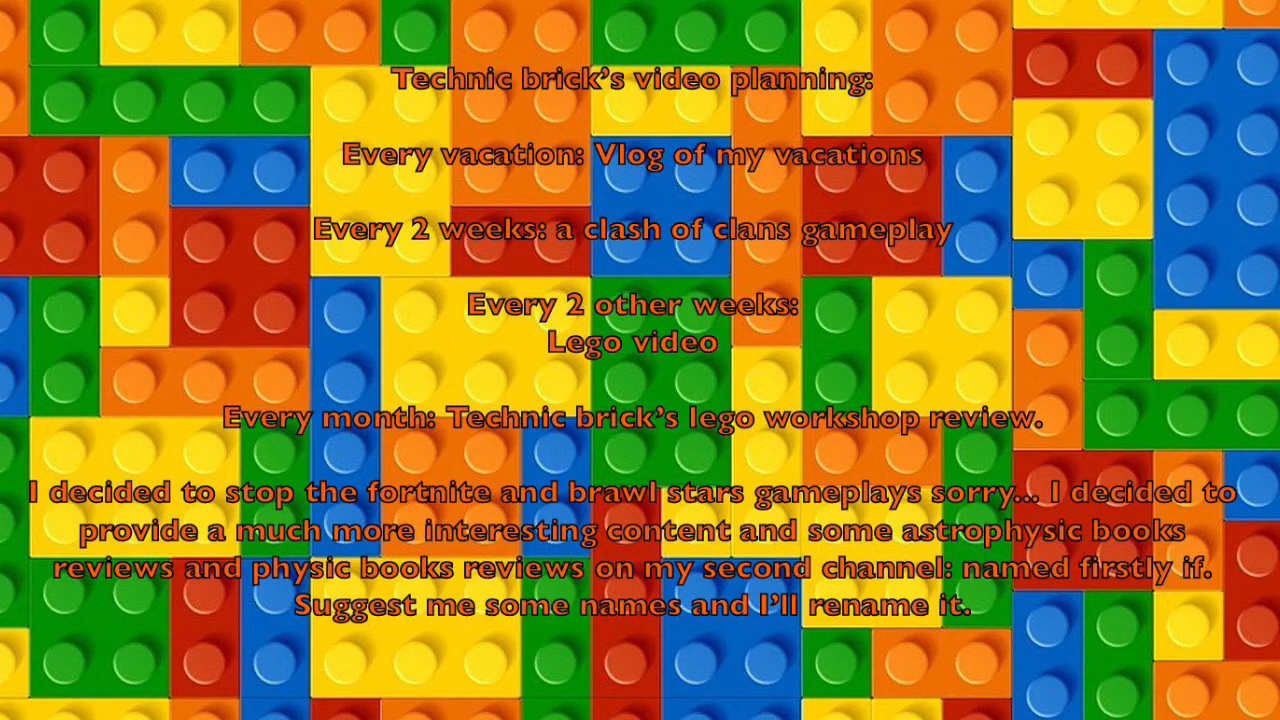 Technic brick’s video planning:
Every vacation: Vlog of my vacations
Every 2 weeks: a clash of clans gameplay
Every 2 other weeks:
Lego video
Every month: Technic brick’s lego workshop review.
I decided to stop the fortnite and brawl stars gameplays sorry... I decided to
provide a much more interesting content and some astrophysic books
reviews and physic books reviews on my second channel: named firstly if.
Suggest me some names and I’ll rename it.